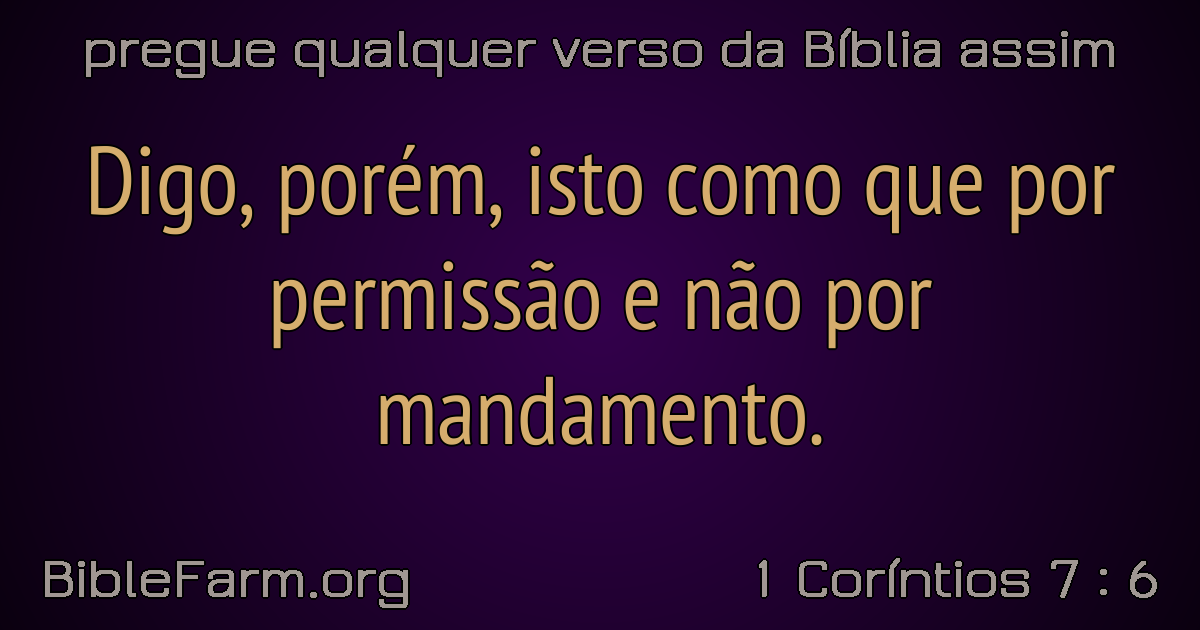 pregue qualquer verso da Bíblia assim
Digo, porém, isto como que por
permissão e não por
mandamento.
BibleFarm.org
1 Coríntios 7 : 6